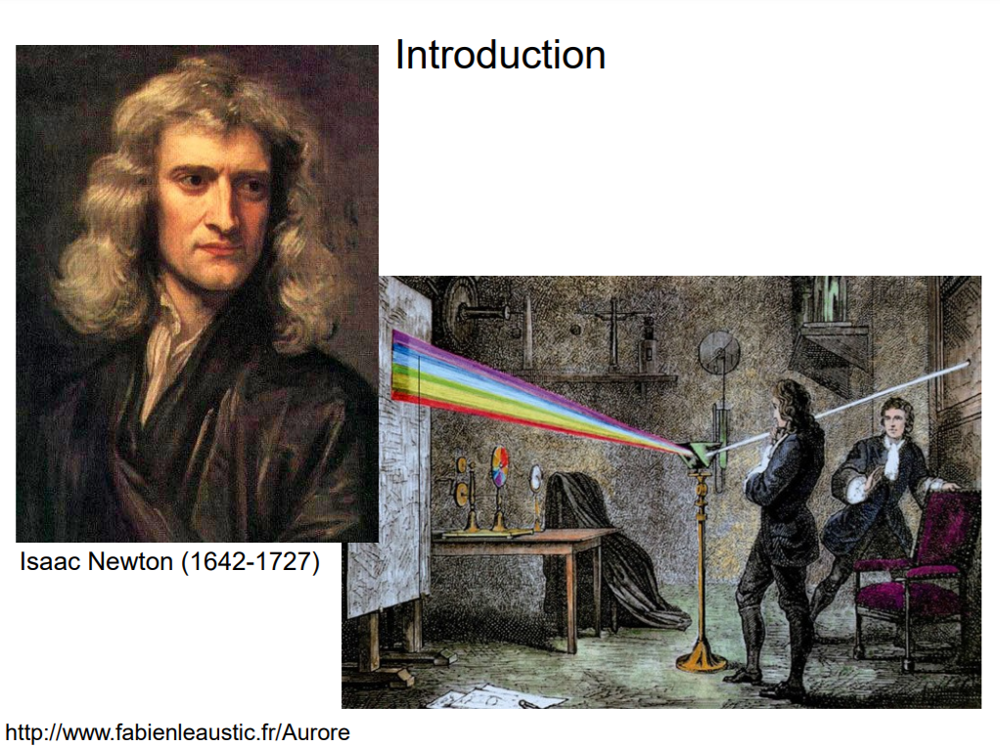 Introduction
Isaac Newton (1642-1727)
http://www.fabienleaustic.fr/Aurore